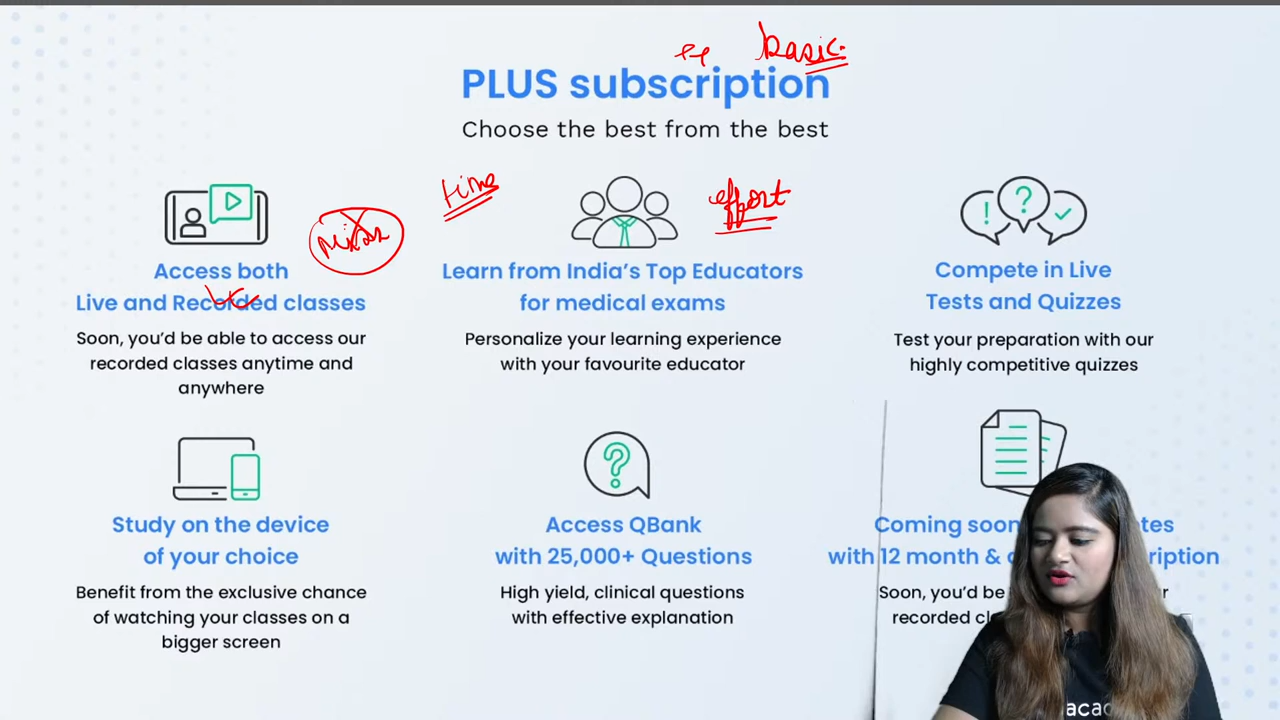 basic
PLUS subscription
Choose the best from the best
time
effort
Access both
Live and Recorded classes
Soon, you'd be able to access our
recorded classes anytime and
anywhere
Learn from India's Top Educators
for medical exams
Personalize your learning experience
with your favourite educator
Compete in Live
Tests and Quizzes
Test your preparation with our
highly competitive quizzes
Study on the device
of your choice
Benefit from the exclusive chance
of watching your classes on a
bigger screen
Access QBank
with 25,000+ Questions
High yield, clinical questions
with effective explanation
Coming soon
with 12 month &
Soon, you'd be